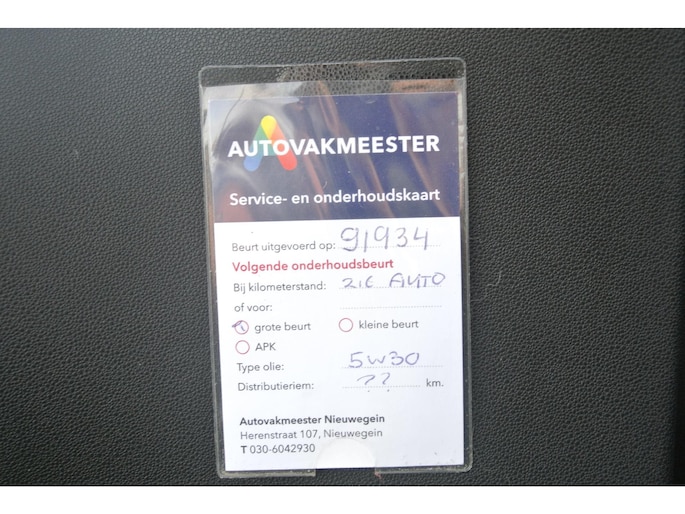 AUTOVAKMEESTER
Service- en onderhoudskaart
Beurt uitgevoerd op: 91934
Volgende onderhoudsbeurt
Bij kilometerstand: ZIE AUTO
of voor:
grote beurt kleine beurt
APK
Type olie: 5W30
Distributieriem: ?? km.
Autovakmeester Nieuwegein
Herenstraat 107, Nieuwegein
T 030-6042930